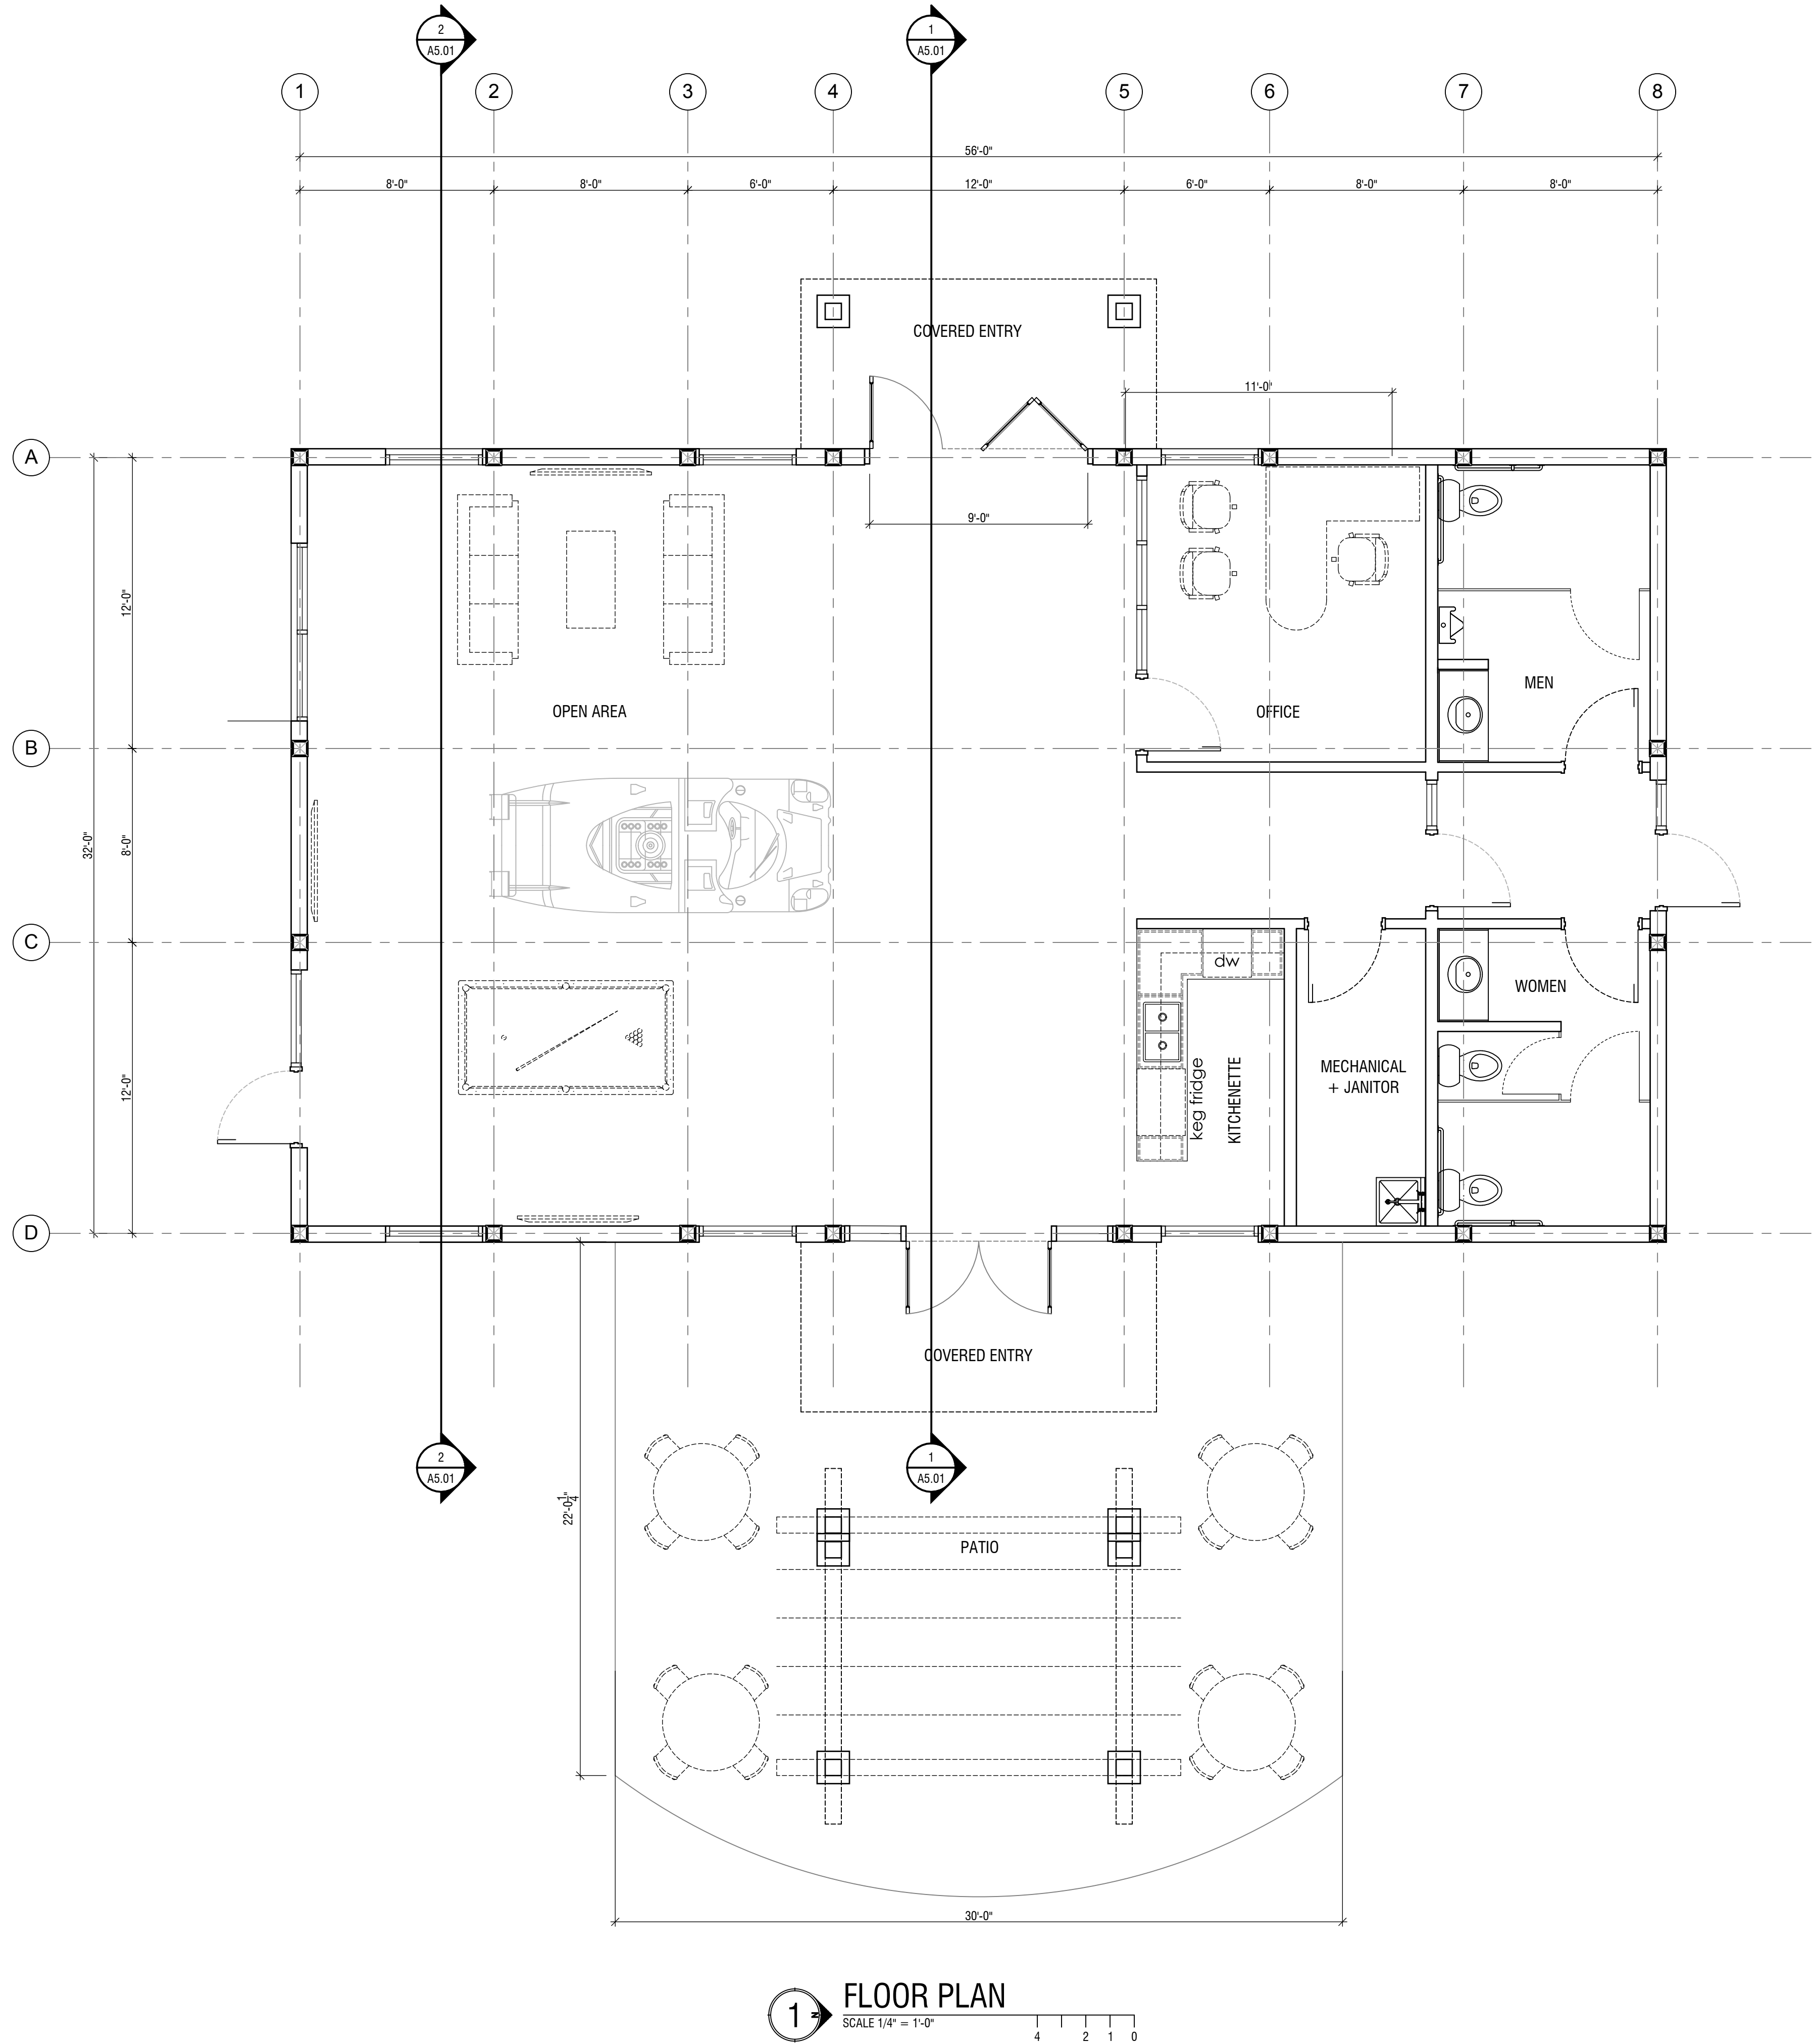 2
A5.01
1
A5.01
1
2
3
4
5
6
7
8
56'-0"
8'-0"
8'-0"
6'-0"
12'-0"
6'-0"
8'-0"
8'-0"
COVERED ENTRY
11'-0"
A
9'-0"
12'-0"
MEN
OPEN AREA
OFFICE
B
32'-0"
8'-0"
C
dw
WOMEN
12'-0"
keg fridge
KITCHENETTE
MECHANICAL
+ JANITOR
D
COVERED ENTRY
2
A5.01
1
A5.01
22'-0 1/4"
PATIO
30'-0"
1
N
FLOOR PLAN
SCALE 1/4" = 1'-0"
4 2 1 0